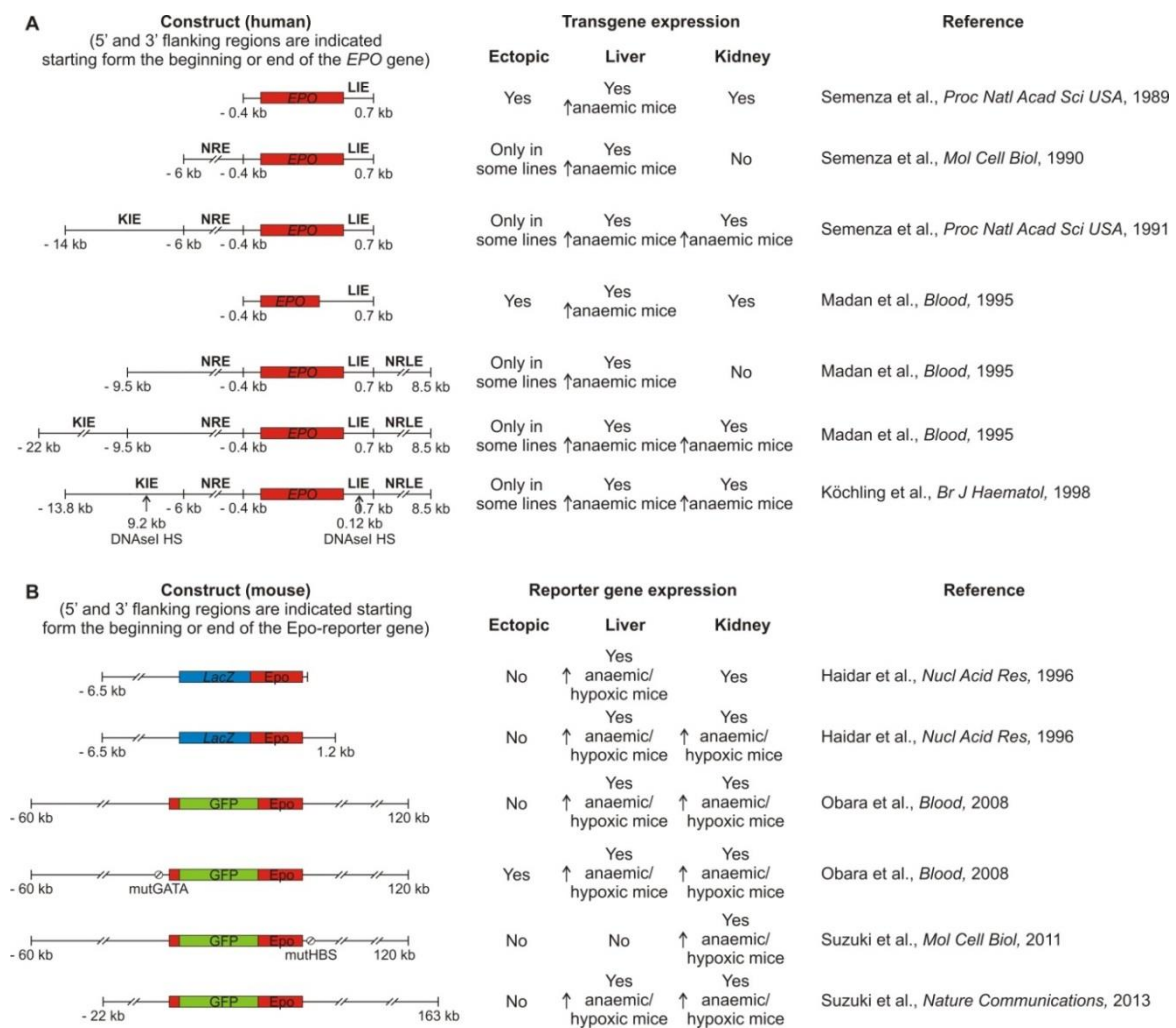 A
Construct (human)
(5' and 3' flanking regions are indicated
starting form the beginning or end of the EPO gene)
Transgene expression
Ectopic Liver Kidney
Reference
LIE
EPO
- 0.4 kb 0.7 kb
Yes
Yes
↑anaemic mice
Yes
Semenza et al., Proc Natl Acad Sci USA, 1989
NRE LIE
EPO
- 6 kb - 0.4 kb 0.7 kb
Only in
some lines
Yes
↑anaemic mice
No
Semenza et al., Mol Cell Biol, 1990
KIE NRE LIE
EPO
- 14 kb - 6 kb - 0.4 kb 0.7 kb
Only in
some lines
Yes
↑anaemic mice
Yes
↑anaemic mice
Semenza et al., Proc Natl Acad Sci USA, 1991
LIE
EPO
- 0.4 kb 0.7 kb
Yes
Yes
↑anaemic mice
Yes
Madan et al., Blood, 1995
NRE LIE NRLE
EPO
- 9.5 kb - 0.4 kb 0.7 kb 8.5 kb
Only in
some lines
Yes
↑anaemic mice
No
Madan et al., Blood, 1995
KIE NRE LIE NRLE
EPO
- 22 kb - 9.5 kb - 0.4 kb 0.7 kb 8.5 kb
Only in
some lines
Yes
↑anaemic mice
Yes
↑anaemic mice
Madan et al., Blood, 1995
KIE NRE LIE NRLE
EPO
- 13.8 kb - 6 kb - 0.4 kb 0.7 kb 8.5 kb
9.2 kb 0.12 kb
DNAseI HS DNAseI HS
Only in
some lines
Yes
↑anaemic mice
Yes
↑anaemic mice
Köchling et al., Br J Haematol, 1998
B
Construct (mouse)
(5' and 3' flanking regions are indicated starting
form the beginning or end of the Epo-reporter gene)
Reporter gene expression
Ectopic Liver Kidney
Reference
LacZ Epo
- 6.5 kb
No
Yes
↑ anaemic/
hypoxic mice
Yes
Haidar et al., Nucl Acid Res, 1996
LacZ Epo
- 6.5 kb 1.2 kb
No
Yes
↑ anaemic/
hypoxic mice
Yes
↑ anaemic/
hypoxic mice
Haidar et al., Nucl Acid Res, 1996
GFP Epo
- 60 kb 120 kb
No
Yes
↑ anaemic/
hypoxic mice
Yes
↑ anaemic/
hypoxic mice
Obara et al., Blood, 2008
GFP Epo
- 60 kb mutGATA 120 kb
Yes
Yes
↑ anaemic/
hypoxic mice
Yes
↑ anaemic/
hypoxic mice
Obara et al., Blood, 2008
GFP Epo
- 60 kb mutHBS 120 kb
No
No
Yes
↑ anaemic/
hypoxic mice
Suzuki et al., Mol Cell Biol, 2011
GFP Epo
- 22 kb 163 kb
No
Yes
↑ anaemic/
hypoxic mice
Yes
↑ anaemic/
hypoxic mice
Suzuki et al., Nature Communications, 2013